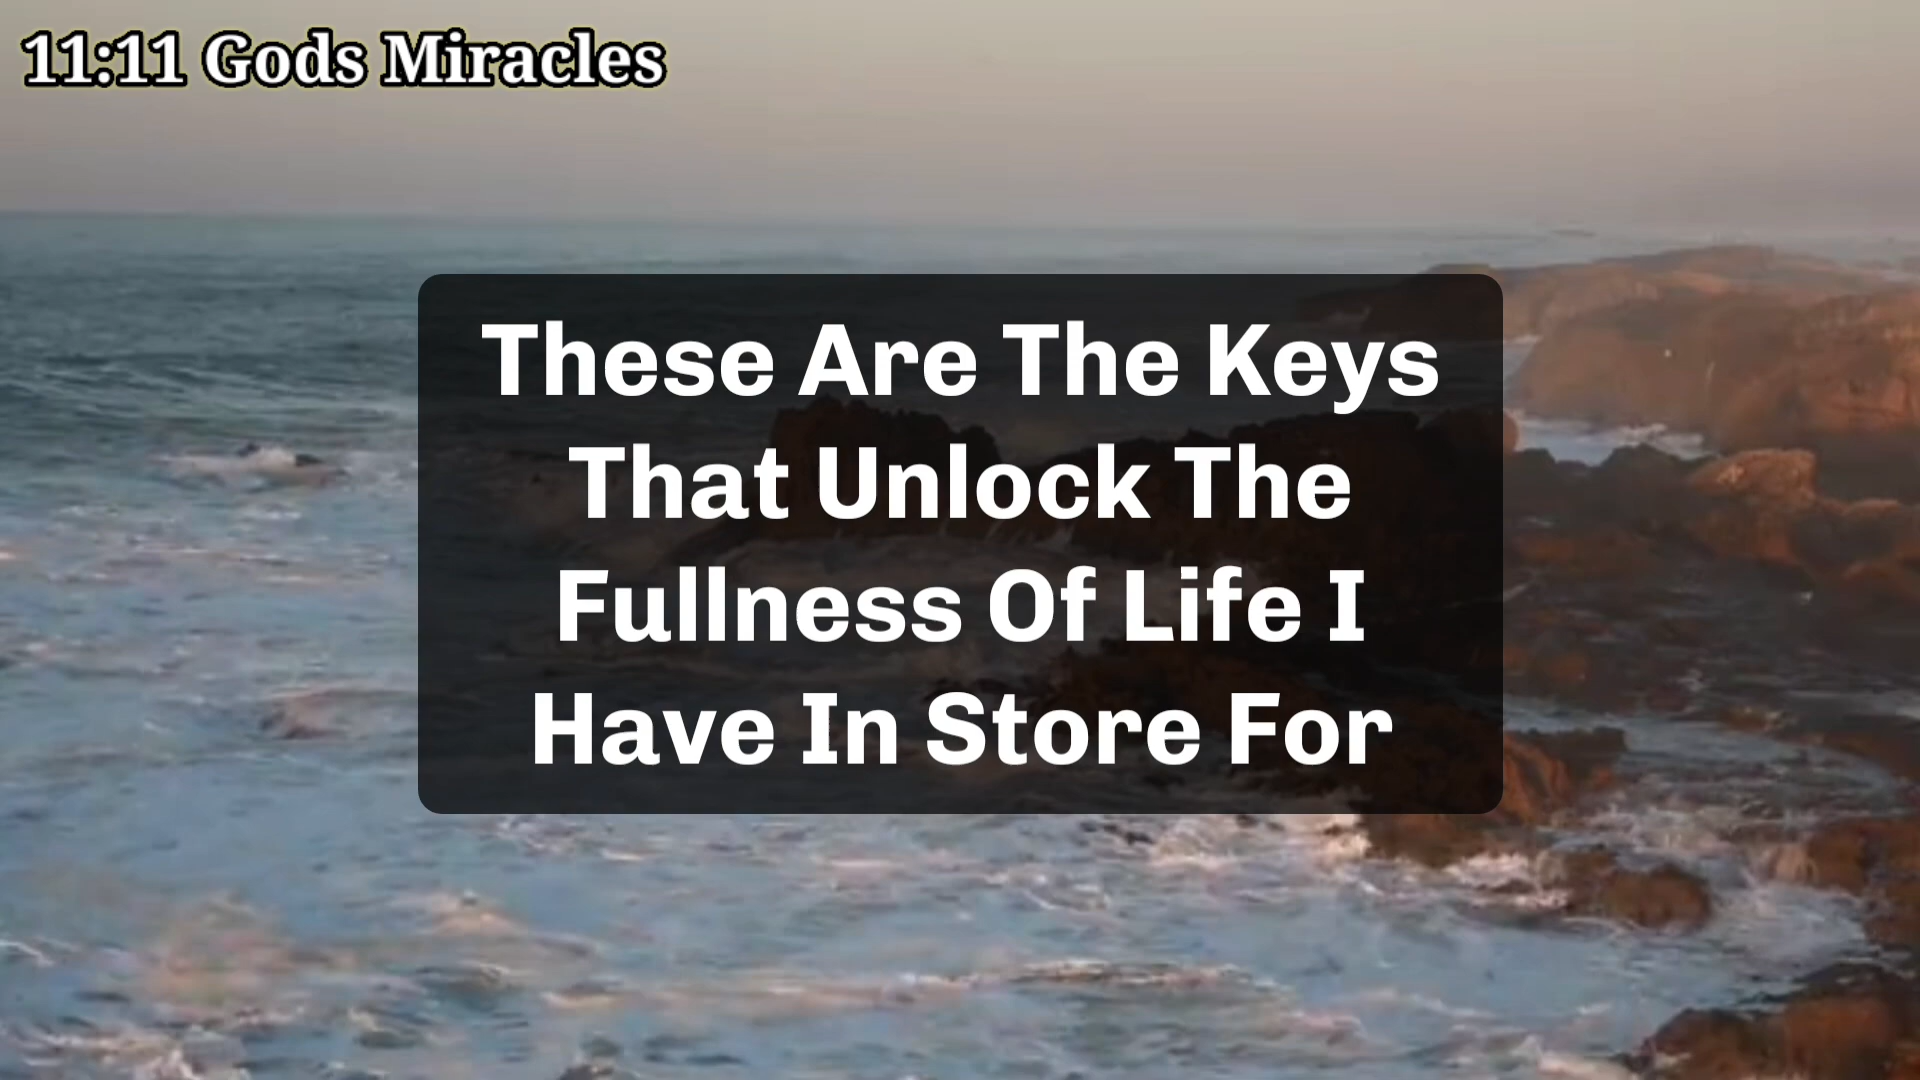 11:11 Gods Miracles
These Are The Keys
That Unlock The
Fullness Of Life I
Have In Store For